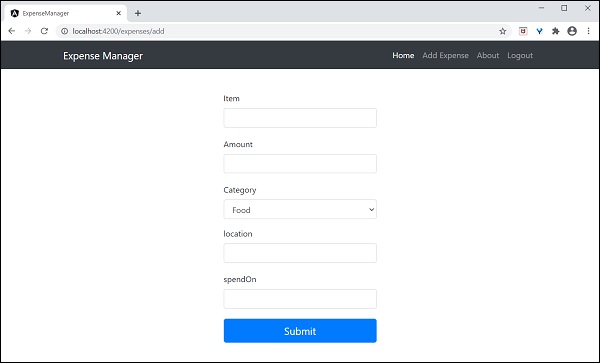 ExpenseManager
localhost:4200/expenses/add
Expense Manager Home Add Expense About Logout
Item
Amount
Category
Food
location
spendOn
Submit